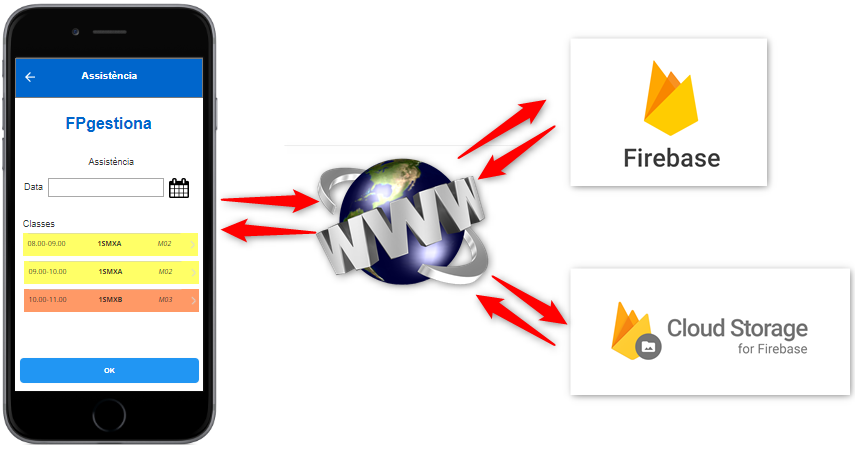 Assistència
FPgestiona
Assistència
Data
Classes
08.00-09.00 1SMXA M02
09.00-10.00 1SMXA M02
10.00-11.00 1SMXB M03
OK
WWW
Firebase
Cloud Storage
for Firebase